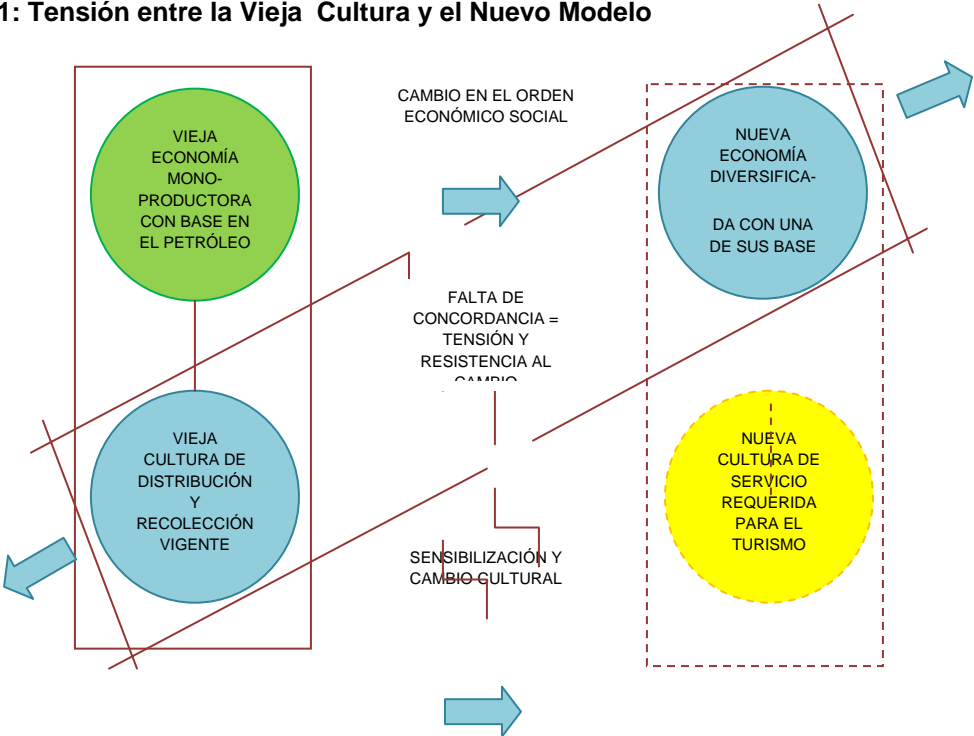 1: Tensión entre la Vieja Cultura y el Nuevo Modelo
VIEJA
ECONOMÍA
MONO-
PRODUCTORA
CON BASE EN
EL PETRÓLEO
CAMBIO EN EL ORDEN
ECONÓMICO SOCIAL
NUEVA
ECONOMÍA
DIVERSIFICA-
DA CON UNA
DE SUS BASE
FALTA DE
CONCORDANCIA =
TENSIÓN Y
RESISTENCIA AL
CAMBIO
VIEJA
CULTURA DE
DISTRIBUCIÓN
Y
RECOLECCIÓN
VIGENTE
NUEVA
CULTURA DE
SERVICIO
REQUERIDA
PARA EL
TURISMO
SENSIBILIZACIÓN Y
CAMBIO CULTURAL